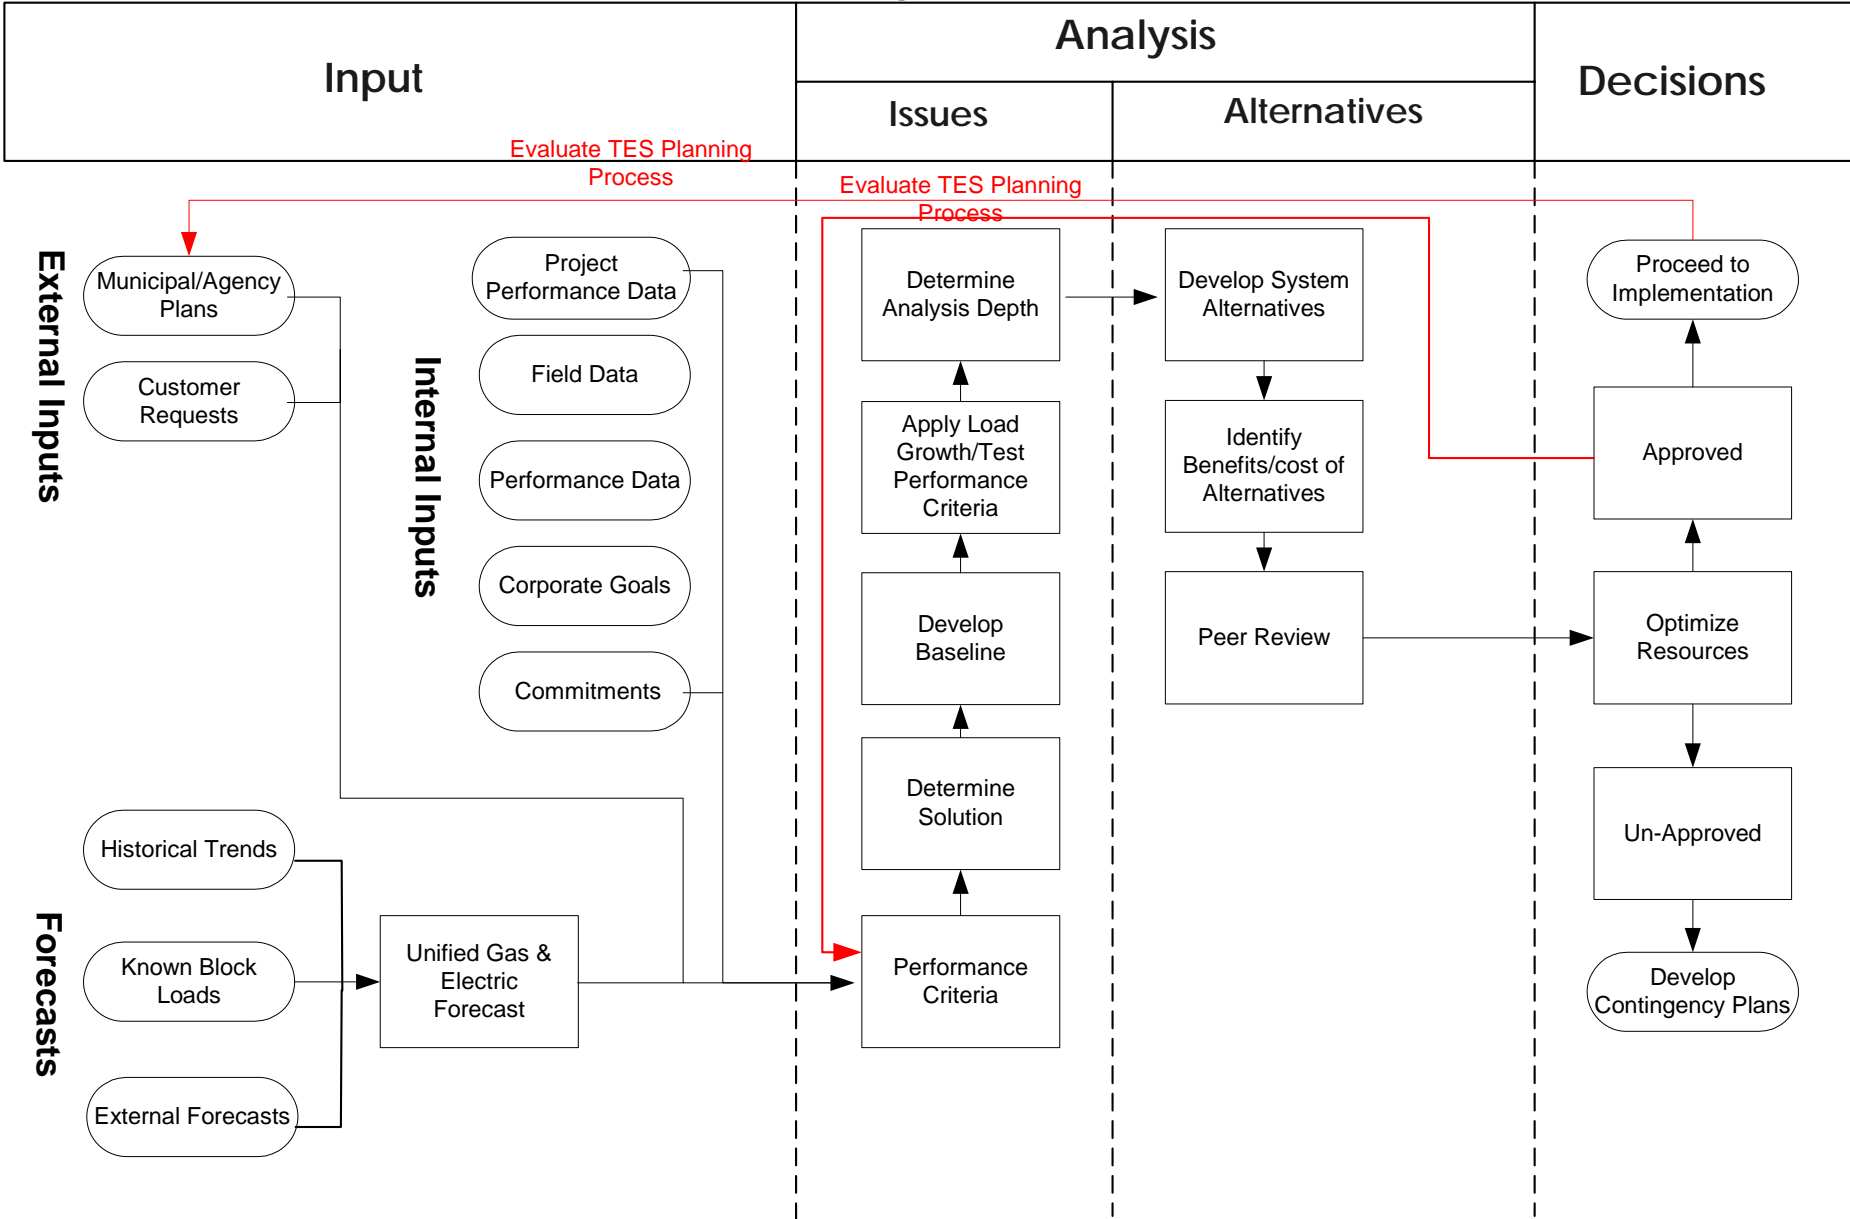 Input
Analysis
Issues
Alternatives
Decisions
Evaluate TES Planning
Process
Evaluate TES Planning
Process
External Inputs
Municipal/Agency
Plans
Customer
Requests
Internal Inputs
Project
Performance Data
Field Data
Performance Data
Corporate Goals
Commitments
Forecasts
Historical Trends
Known Block
Loads
External Forecasts
Unified Gas &
Electric
Forecast
Determine
Analysis Depth
Apply Load
Growth/Test
Performance
Criteria
Develop
Baseline
Determine
Solution
Performance
Criteria
Develop System
Alternatives
Identify
Benefits/cost of
Alternatives
Peer Review
Proceed to
Implementation
Approved
Optimize
Resources
Un-Approved
Develop
Contingency Plans